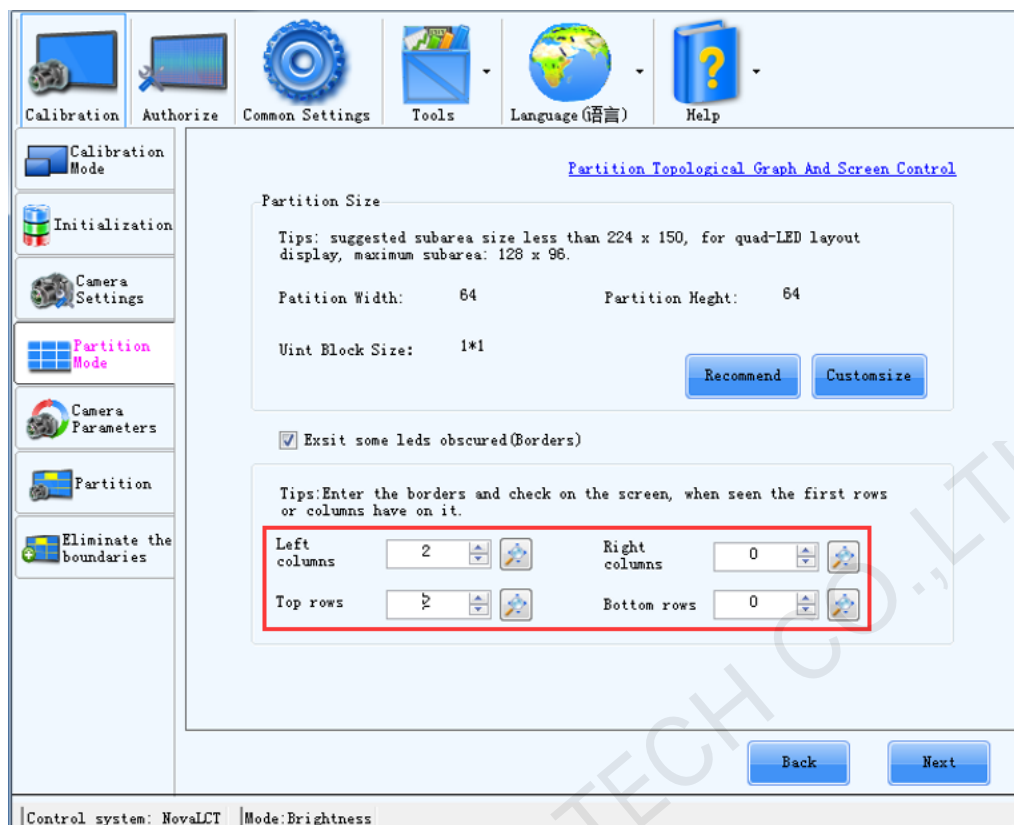 Calibration
Authorize
Common Settings
Tools
Language(语言)
Help
Calibration
Mode
Initialization
Camera
Settings
Partition
Mode
Camera
Parameters
Partition
Eliminate the
boundaries
Partition Topological Graph And Screen Control
Partition Size
Tips: suggested subarea size less than 224 x 150, for quad-LED layout
display, maximum subarea: 128 x 96.
Patition Width: 64 Partition Heght: 64
Uint Block Size: 1*1
Recommend Customsize
Exsit some leds obscured(Borders)
Tips:Enter the borders and check on the screen, when seen the first rows
or columns have on it.
Left
columns
2
Right
columns
0
Top rows 2 Bottom rows 0
TECH CO.,LT
Back Next
Control system: NovaLCT Mode:Brightness